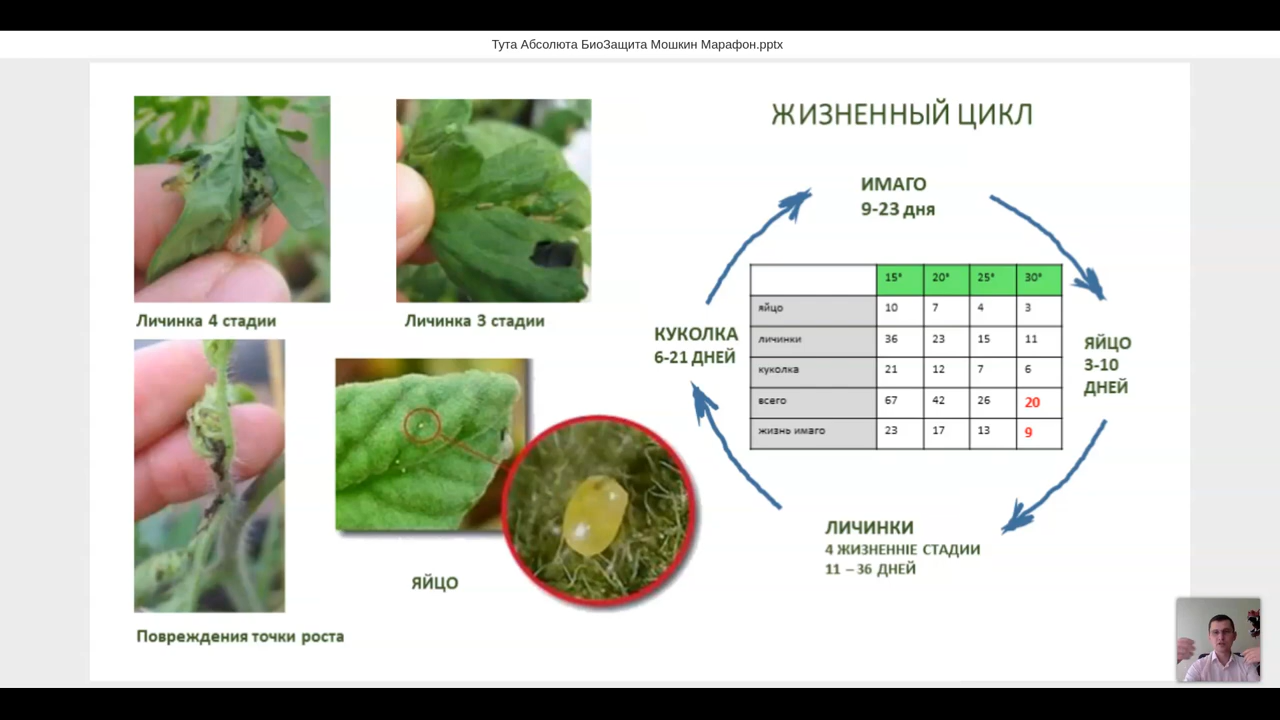 Тута Абсолюта БиоЗащита Мошкин Марафон.pptx
ЖИЗНЕННЫЙ ЦИКЛ
Личинка 4 стадии
Личинка 3 стадии
Повреждения точки роста
ЯЙЦО
ИМАГО
9-23 дня
КУКОЛКА
6-21 ДНЕЙ
ЯЙЦО
3-10
ДНЕЙ
15° 20° 25° 30°
яйцо 10 7 4 3
личинки 36 23 15 11
куколка 21 12 7 6
всего 67 42 26 20
жизнь имаго 23 17 13 9
ЛИЧИНКИ
4 ЖИЗНЕННІЕ СТАДИИ
11 – 36 ДНЕЙ